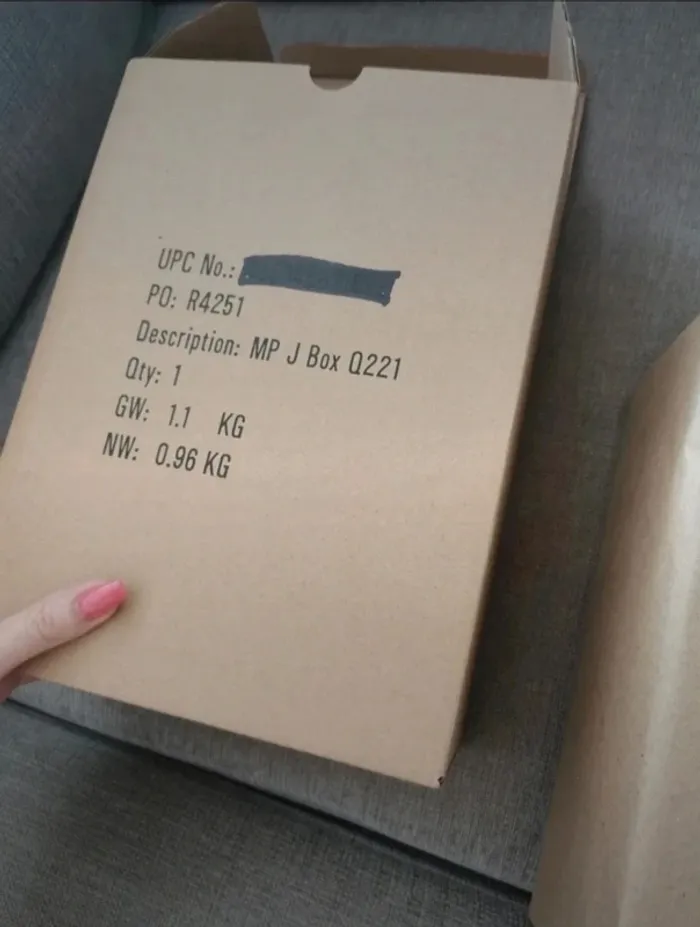 UPC No.:
PO: R4251
Description: MP J Box Q221
Qty: 1
GW: 1.1 KG
NW: 0.96 KG